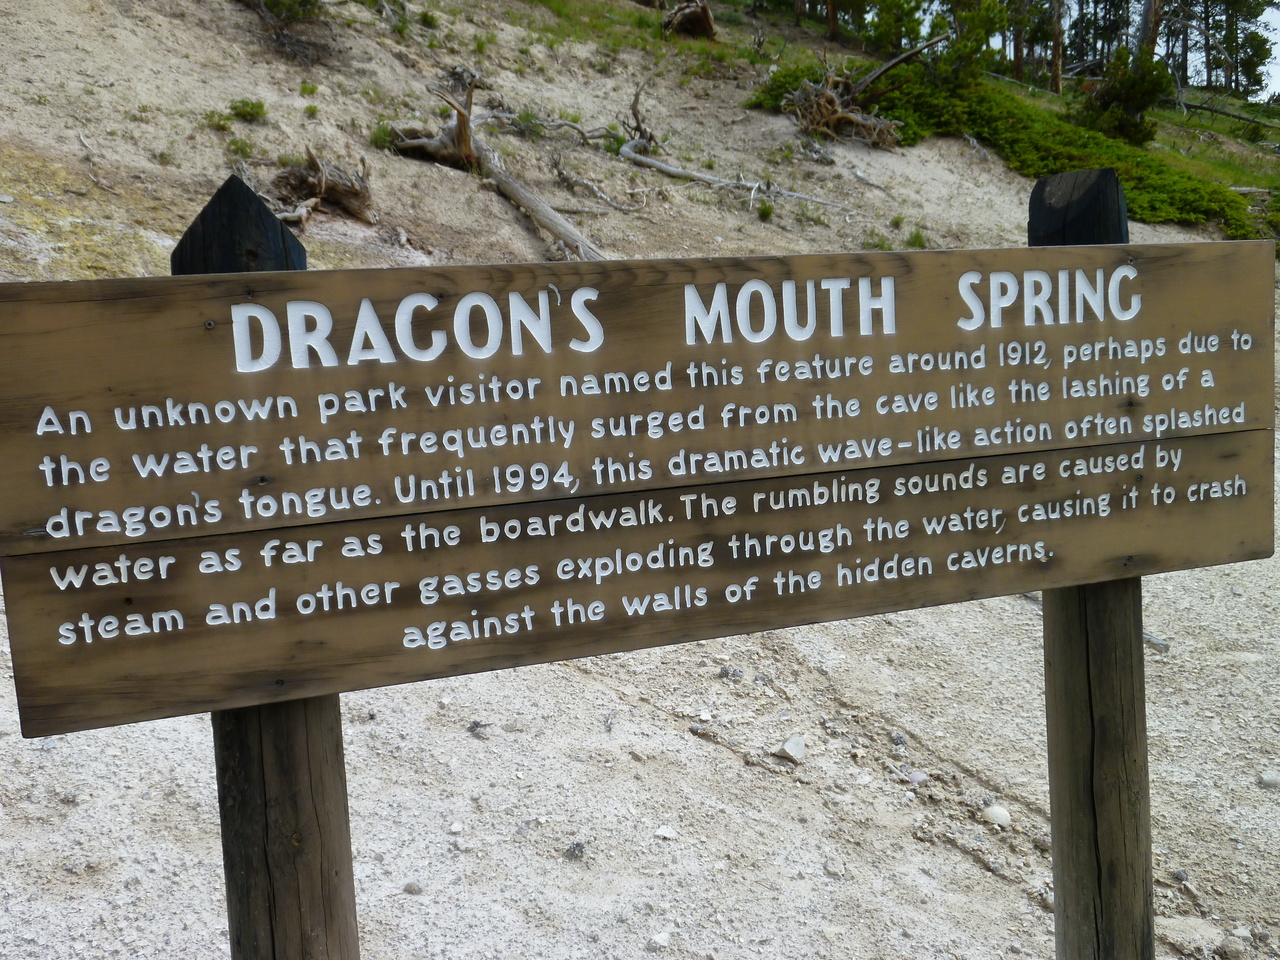 DRAGON'S MOUTH SPRING
An unknown park visitor named this feature around 1912, perhaps due to
the water that frequently surged from the cave like the lashing of a
dragon's tongue. Until 1994, this dramatic wave-like action often splashed
water as far as the boardwalk. The rumbling sounds are caused by
steam and other gasses exploding through the water, causing it to crash
against the walls of the hidden caverns.